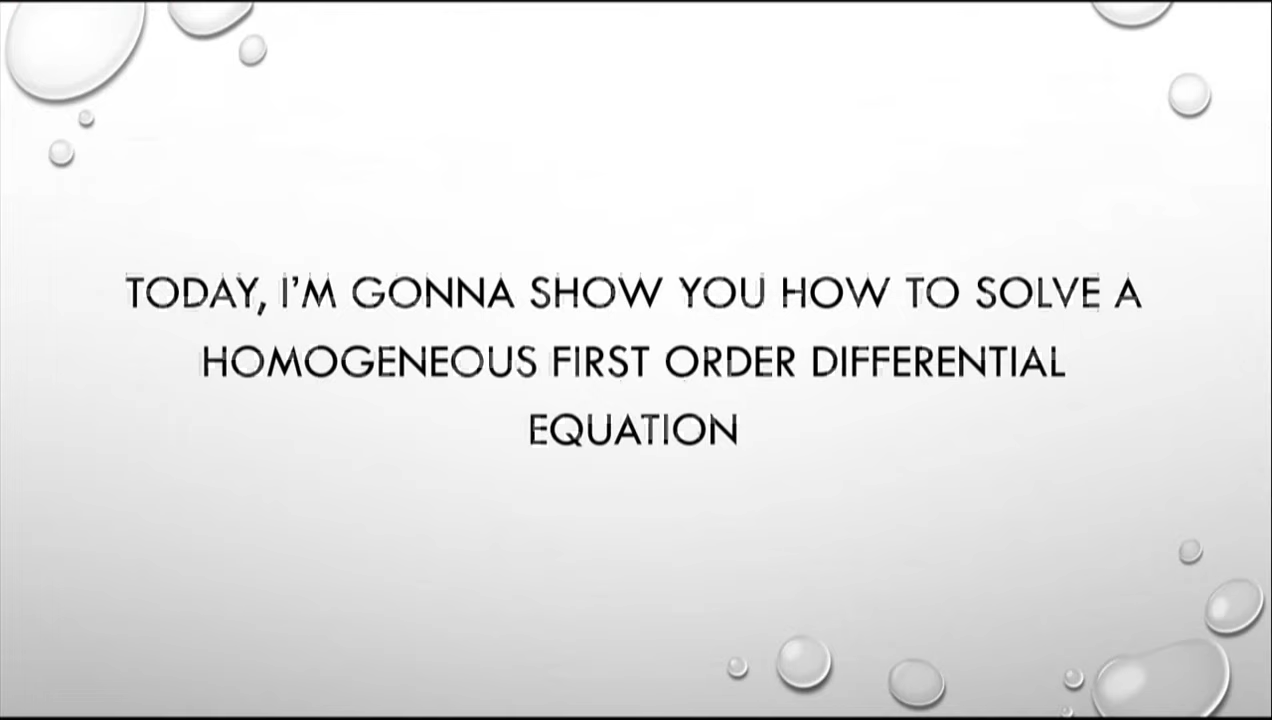 TODAY, I'M GONNA SHOW YOU HOW TO SOLVE A
HOMOGENEOUS FIRST ORDER DIFFERENTIAL
EQUATION